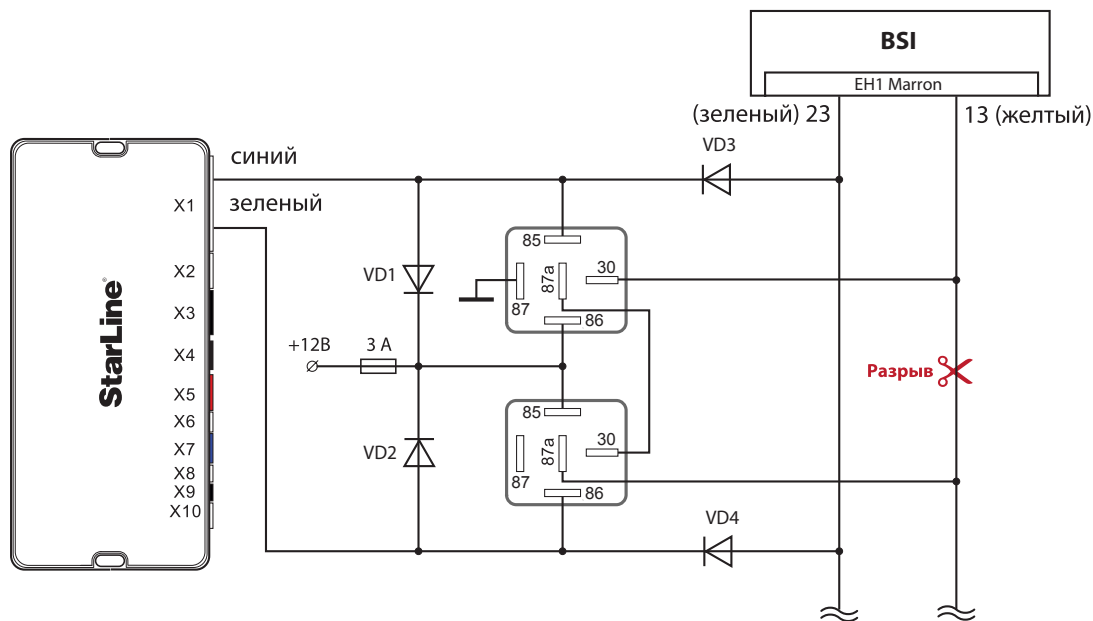 BSI
EH1 Marron
(зеленый) 23
13 (желтый)
VD3
синий
зеленый
X1
X2
X3
X4
X5
X6
X7
X8
X9
X10
StarLine®
85
30
87a
87
86
VD1
+12В
3 А
Разрыв
85
30
87a
87
86
VD2
VD4